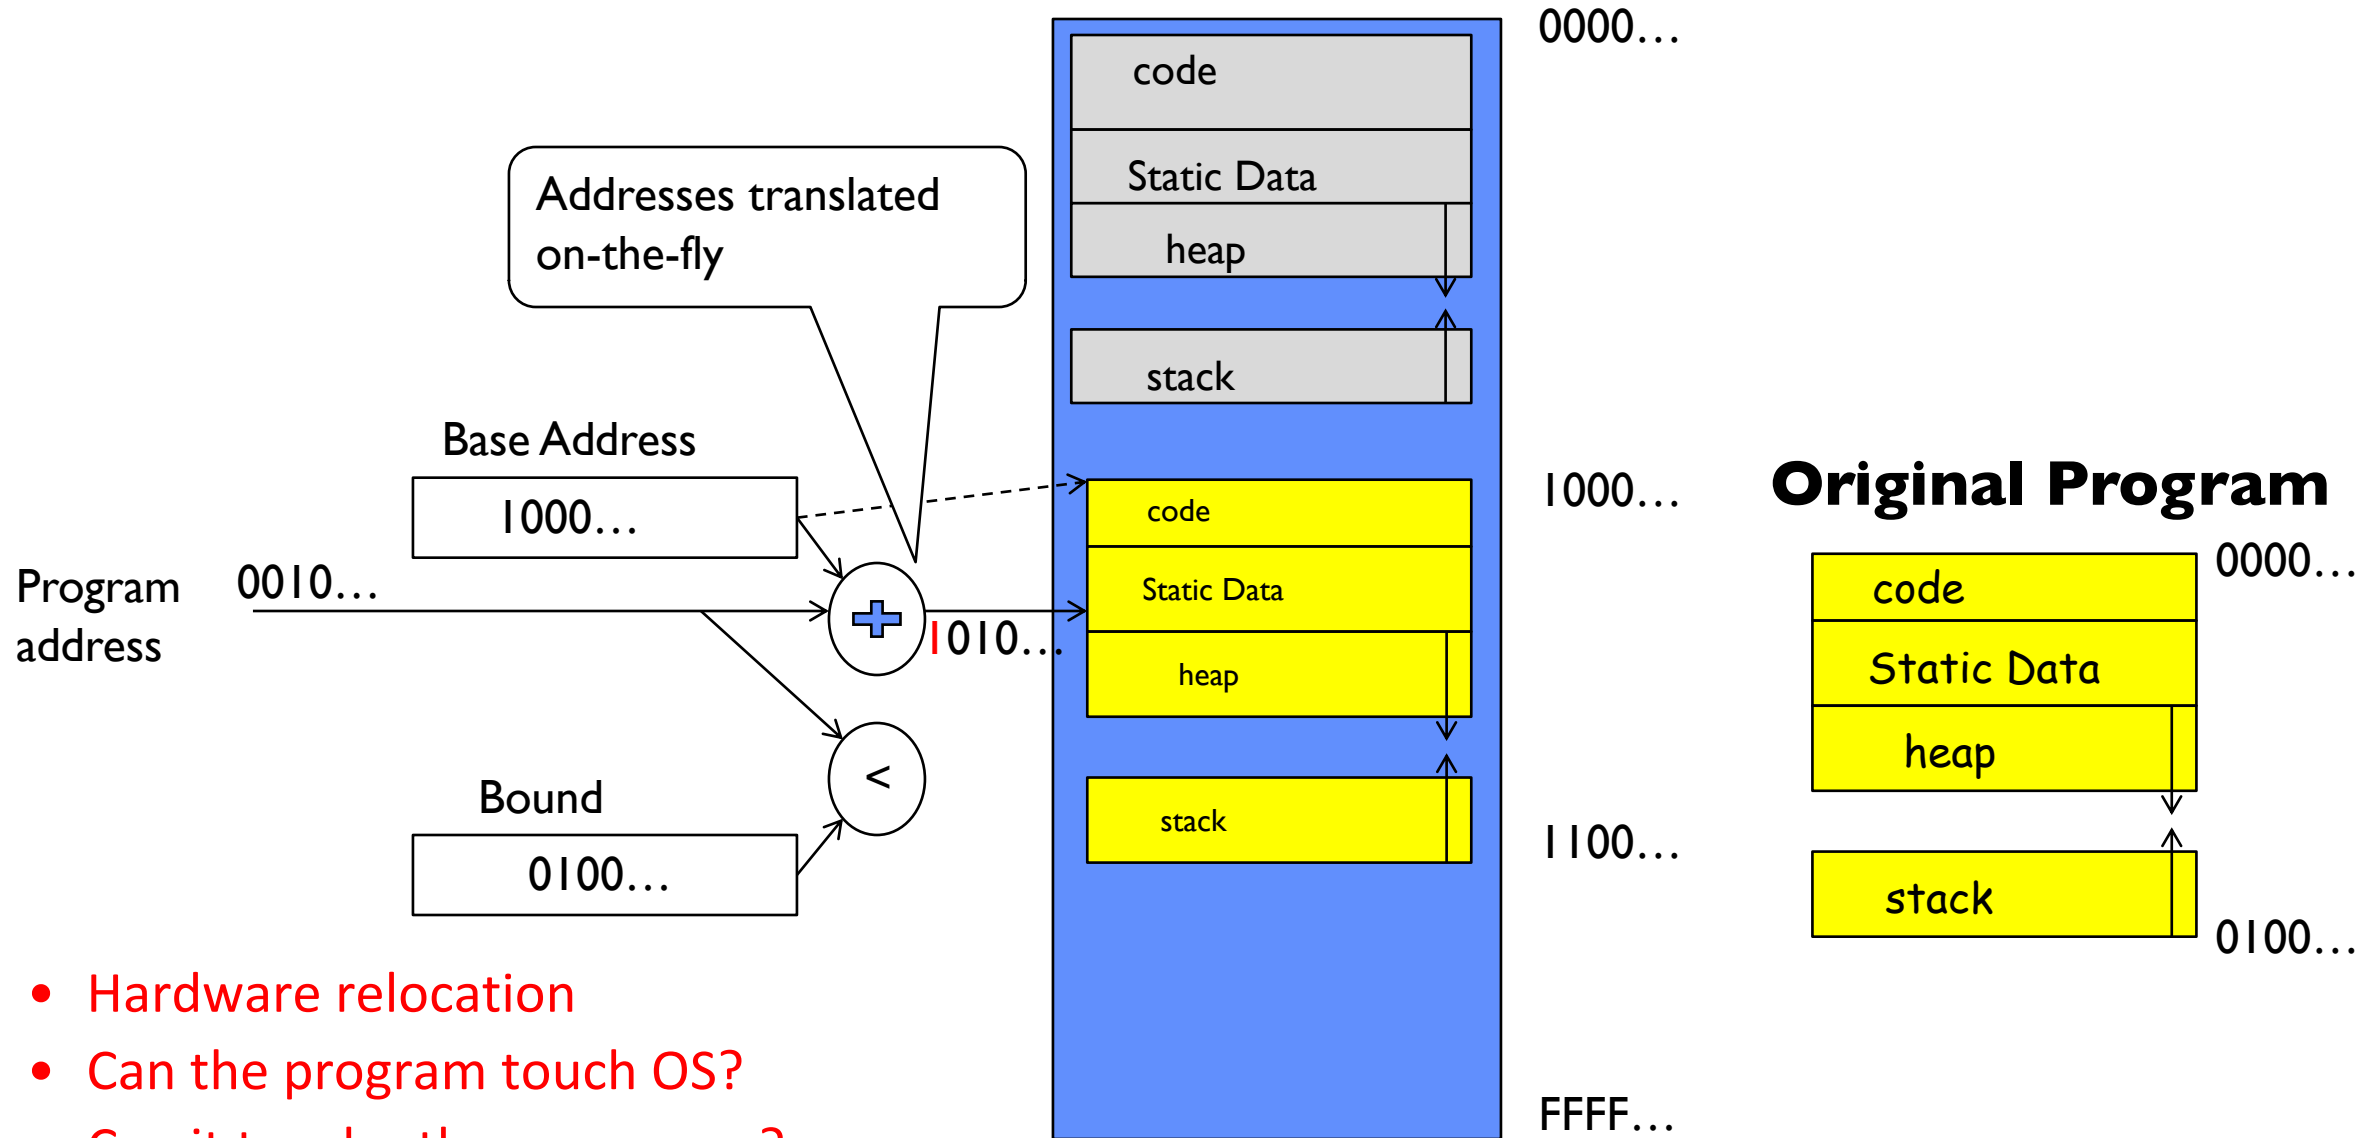 0000…
code
Static Data
heap
stack
Addresses translated
on-the-fly
Base Address
1000…
Program
address
0010…
1010…
Bound
0100…
<
code
Static Data
heap
stack
1000…
1100…
FFFF…
Original Program
0000…
code
Static Data
heap
stack
0100…
• Hardware relocation
• Can the program touch OS?